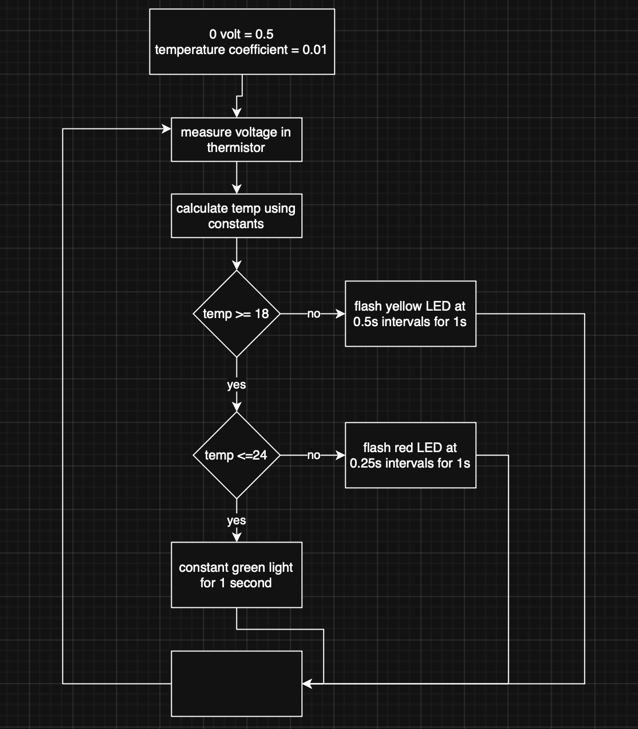 0 volt = 0.5
temperature coefficient = 0.01
measure voltage in
thermistor
calculate temp using
constants
temp >= 18
no
flash yellow LED at
0.5s intervals for 1s
yes
temp <=24
no
flash red LED at
0.25s intervals for 1s
yes
constant green light
for 1 second